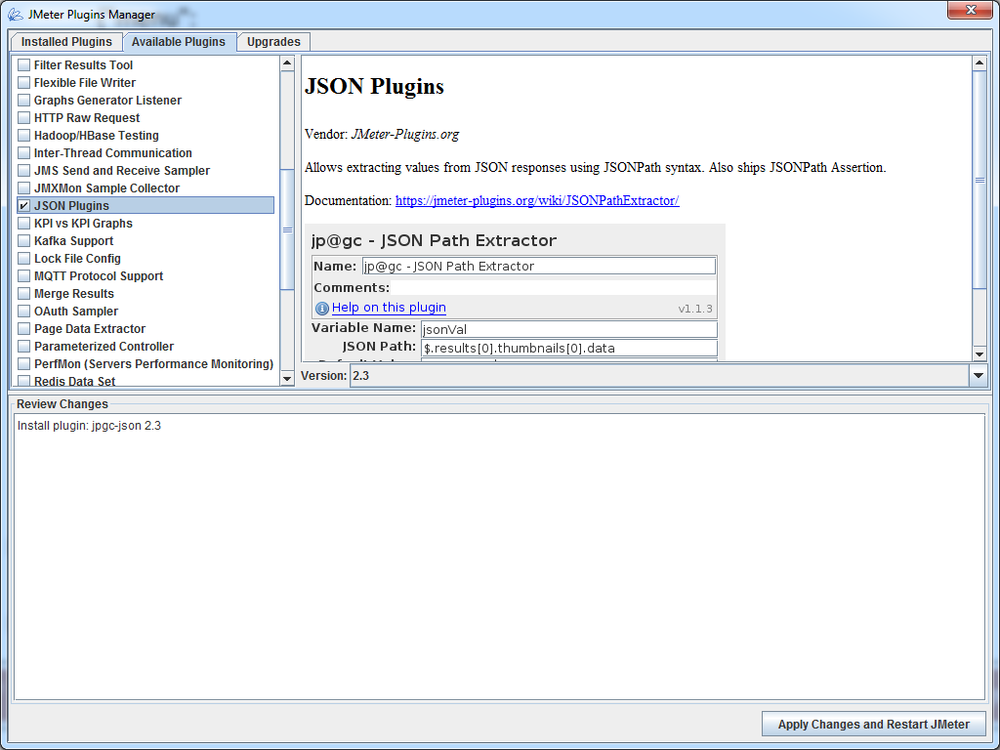 JMeter Plugins Manager
Installed Plugins
Available Plugins
Upgrades
Filter Results Tool
Flexible File Writer
Graphs Generator Listener
HTTP Raw Request
Hadoop/HBase Testing
Inter-Thread Communication
JMS Send and Receive Sampler
JMXMon Sample Collector
JSON Plugins
KPI vs KPI Graphs
Kafka Support
Lock File Config
MQTT Protocol Support
Merge Results
OAuth Sampler
Page Data Extractor
Parameterized Controller
PerfMon (Servers Performance Monitoring)
Redis Data Set
JSON Plugins
Vendor: JMeter-Plugins.org
Allows extracting values from JSON responses using JSONPath syntax. Also ships JSONPath Assertion.
Documentation: https://jmeter-plugins.org/wiki/JSONPathExtractor/
jp@gc - JSON Path Extractor
Name: jp@gc - JSON Path Extractor
Comments:
Help on this plugin v1.1.3
Variable Name: jsonVal
JSON Path: $.results[0].thumbnails[0].data
Version: 2.3
Review Changes
Install plugin: jpgc-json 2.3
Apply Changes and Restart JMeter